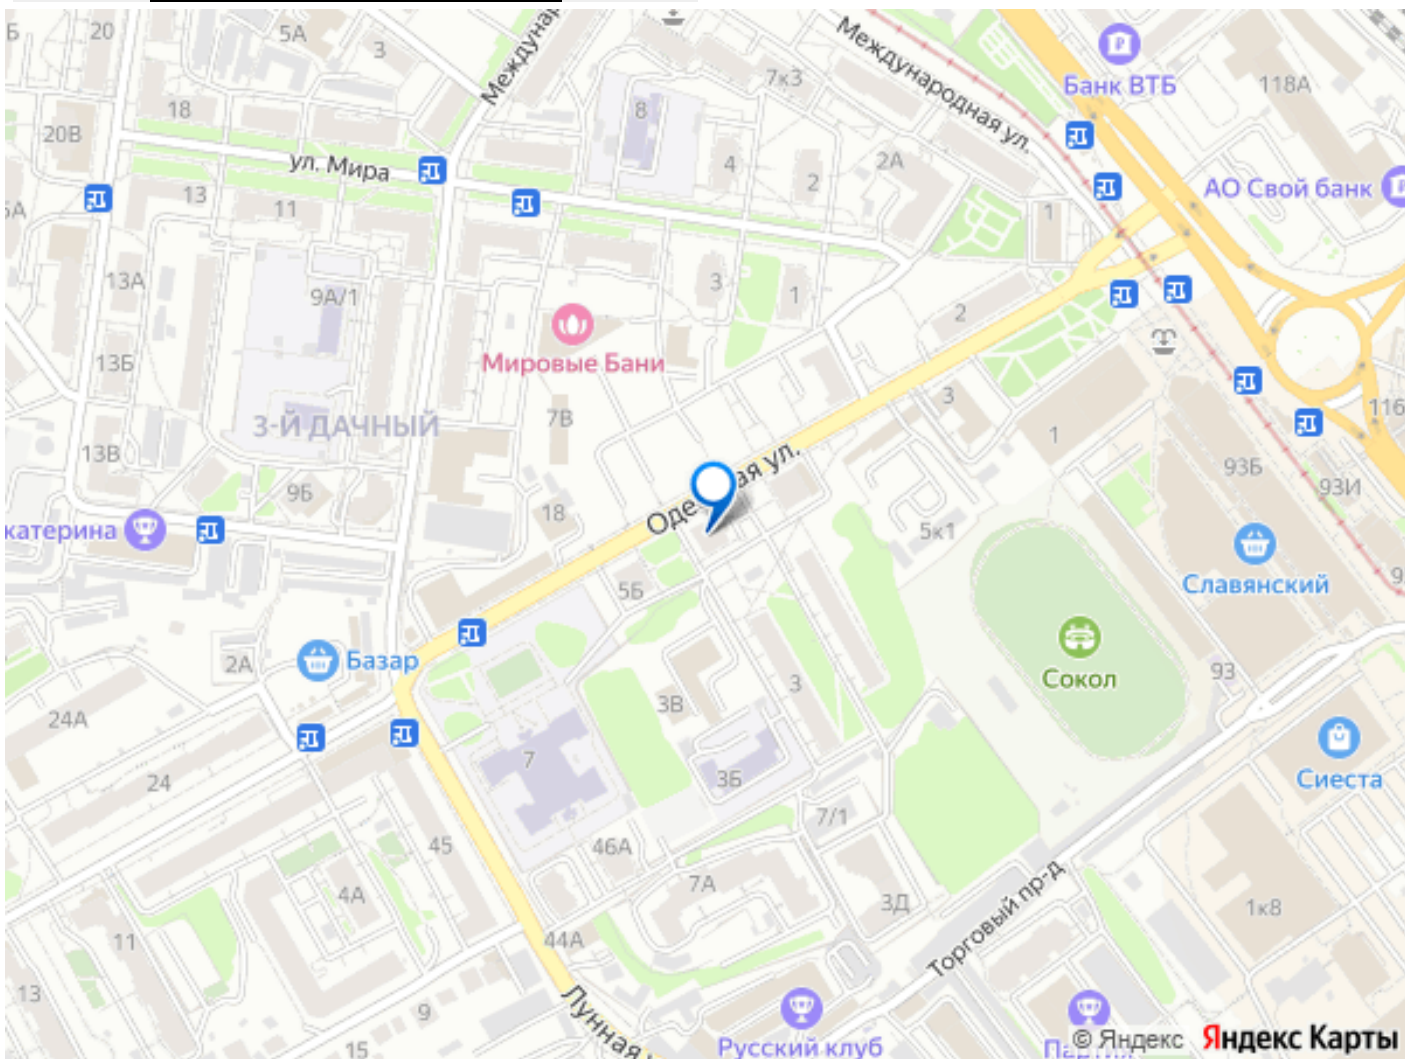 Б
20
5А
3
Междунар
7к3
Международная ул.
Банк ВТБ
118А
18
20В
8
ул. Мира
4
2
2А
АО Свой банк
13
11
1
13А
9А/1
3
1
2
Мировые Бани
13Б
3-Й ДАЧНЫЙ
7В
3
1
116
13В
9Б
93Б
93И
18
Оде
ая ул.
катерина
5к1
Славянский
5Б
2А
Базар
Сокол
93
24А
3В
3
7
3Б
24
Сиеста
7/1
45
46А
7А
4А
3Д
1к8
11
44А
Торговый пр-д
13
9
Лунная
15
Русский клуб
© Яндекс
Яндекс Карты